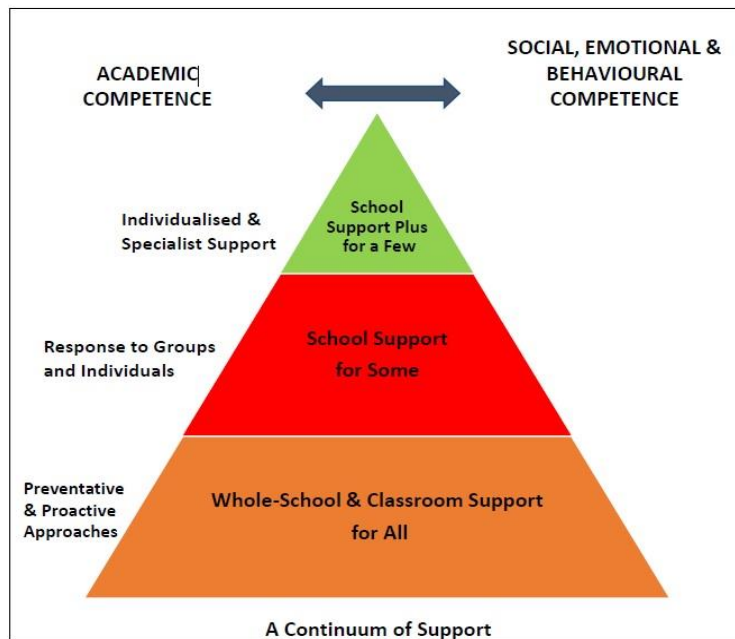 ACADEMIC
COMPETENCE
SOCIAL, EMOTIONAL &
BEHAVIOURAL
COMPETENCE
Individualised &
Specialist Support
School
Support Plus
for a Few
Response to Groups
and Individuals
School Support
for Some
Preventative
& Proactive
Approaches
Whole-School & Classroom Support
for All
A Continuum of Support